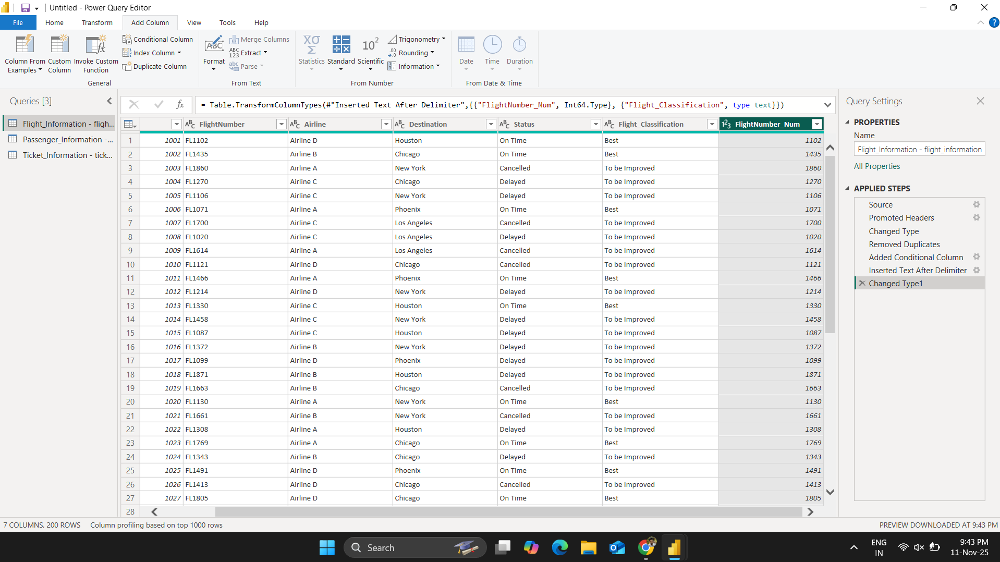 Untitled - Power Query Editor
File Home Transform Add Column View Tools Help
Column From Examples
Custom Column
Invoke Custom Function
Conditional Column
Index Column
Duplicate Column
General
Format
Merge Columns
Extract
Parse
From Text
Statistics
Standard
Scientific
Trigonometry
Rounding
Information
From Number
Date
Time
Duration
From Date & Time
Queries [3]
Flight_Information - fligh...
Passenger_Information -...
Ticket_Information - tick...
= Table.TransformColumnTypes(#"Inserted Text After Delimiter",{{"FlightNumber_Num", Int64.Type}, {"Flight_Classification", type text}})
FlightNumber Airline Destination Status Flight_Classification FlightNumber_Num
1 1001 FL1102 Airline D Houston On Time Best 1102
2 1002 FL1435 Airline B Chicago On Time Best 1435
3 1003 FL1860 Airline A New York Cancelled To be Improved 1860
4 1004 FL1270 Airline C Chicago Delayed To be Improved 1270
5 1005 FL1106 Airline C New York Delayed To be Improved 1106
6 1006 FL1071 Airline A Phoenix On Time Best 1071
7 1007 FL1700 Airline C Los Angeles Cancelled To be Improved 1700
8 1008 FL1020 Airline C Los Angeles Delayed To be Improved 1020
9 1009 FL1614 Airline A Los Angeles Cancelled To be Improved 1614
10 1010 FL1121 Airline D Chicago Cancelled To be Improved 1121
11 1011 FL1466 Airline A Phoenix On Time Best 1466
12 1012 FL1214 Airline D New York Delayed To be Improved 1214
13 1013 FL1330 Airline C Houston On Time Best 1330
14 1014 FL1458 Airline C New York Delayed To be Improved 1458
15 1015 FL1087 Airline C Houston Delayed To be Improved 1087
16 1016 FL1372 Airline B New York Delayed To be Improved 1372
17 1017 FL1099 Airline D Phoenix Delayed To be Improved 1099
18 1018 FL1871 Airline B Houston Delayed To be Improved 1871
19 1019 FL1663 Airline B Chicago Cancelled To be Improved 1663
20 1020 FL1130 Airline A New York On Time Best 1130
21 1021 FL1661 Airline B New York Cancelled To be Improved 1661
22 1022 FL1308 Airline A Houston Delayed To be Improved 1308
23 1023 FL1769 Airline A Chicago On Time Best 1769
24 1024 FL1343 Airline B Chicago Delayed To be Improved 1343
25 1025 FL1491 Airline D Phoenix On Time Best 1491
26 1026 FL1413 Airline D Chicago Cancelled To be Improved 1413
27 1027 FL1805 Airline D Chicago On Time Best 1805
28
Query Settings
PROPERTIES
Name
Flight_Information - flight_information
All Properties
APPLIED STEPS
Source
Promoted Headers
Changed Type
Removed Duplicates
Added Conditional Column
Inserted Text After Delimiter
Changed Type1
7 COLUMNS, 200 ROWS Column profiling based on top 1000 rows
PREVIEW DOWNLOADED AT 9:43 PM
Search
ENG
IN
9:43 PM
11-Nov-25